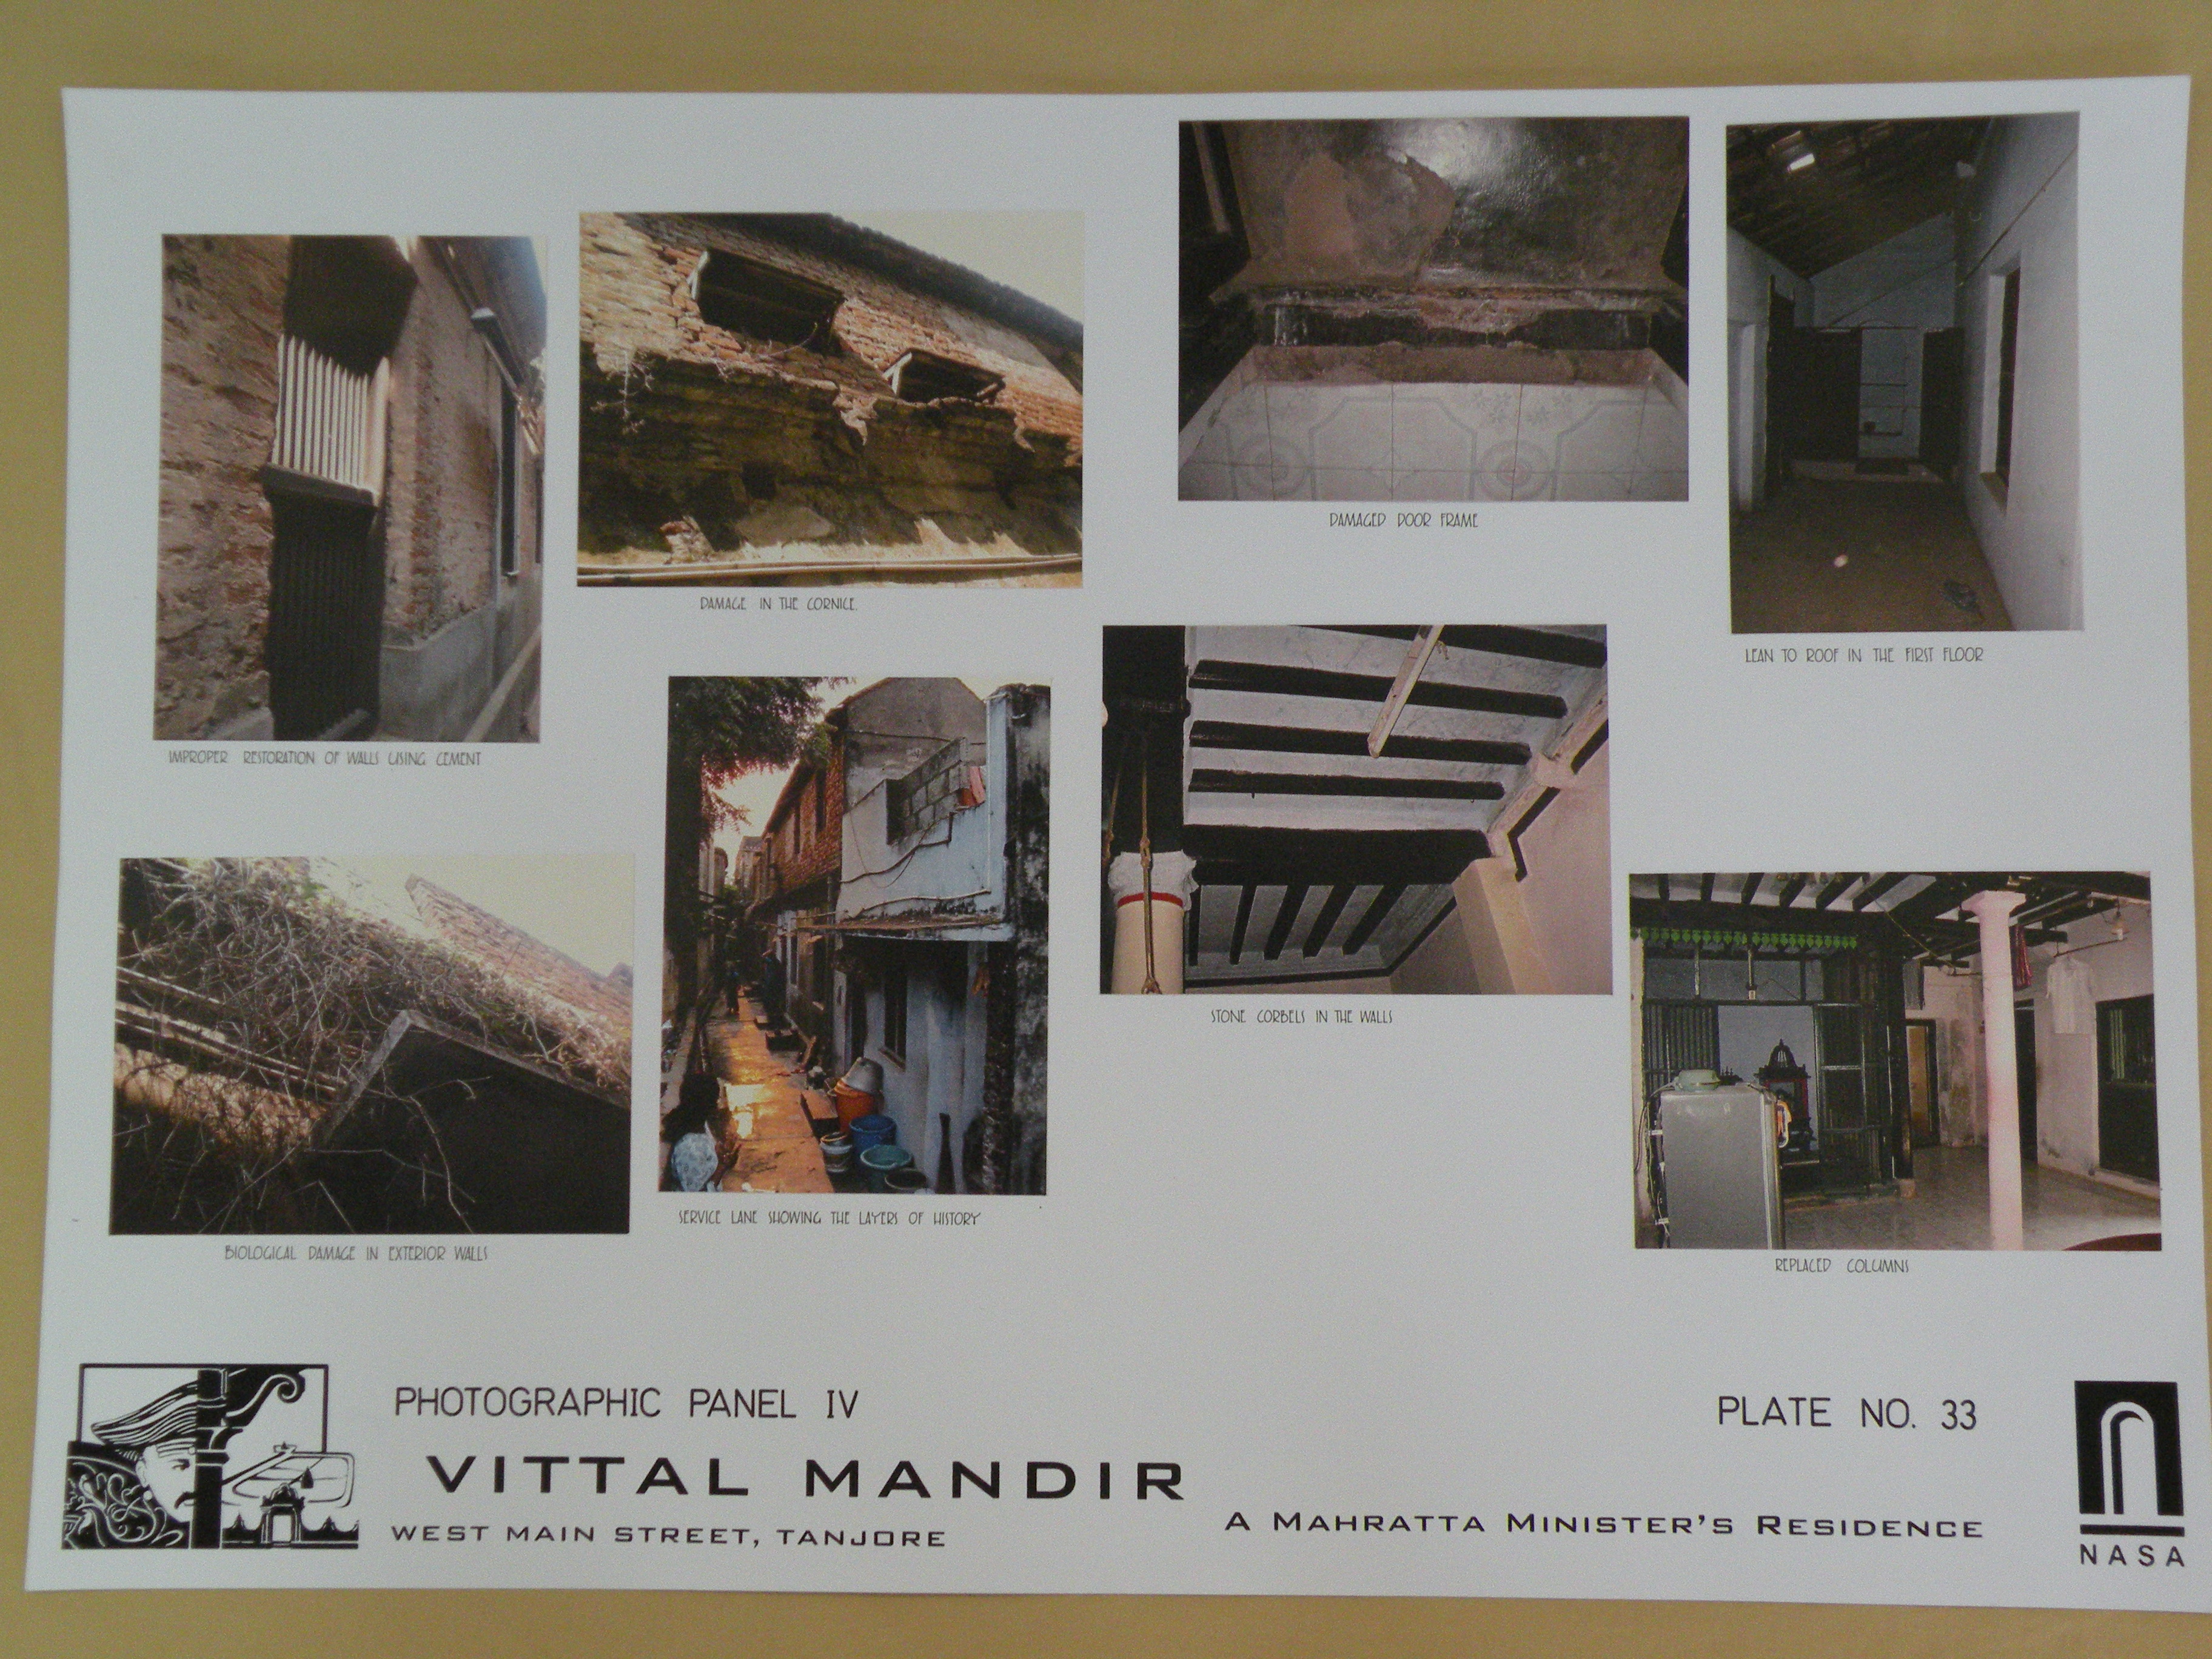 DAMAGED DOOR FRAME
DAMAGE IN THE CORNICE.
LEAN TO ROOF IN THE FIRST FLOOR
IMPROPER RESTORATION OF WALLS USING CEMENT
STONE CORBELS IN THE WALLS
SERVICE LANE SHOWING THE LAYERS OF HISTORY
BIOLOGICAL DAMAGE IN EXTERIOR WALLS
REPLACED COLUMNS
PHOTOGRAPHIC PANEL IV
PLATE NO. 33
VITTAL MANDIR
WEST MAIN STREET, TANJORE
A MAHRATTA MINISTER'S RESIDENCE
NASA